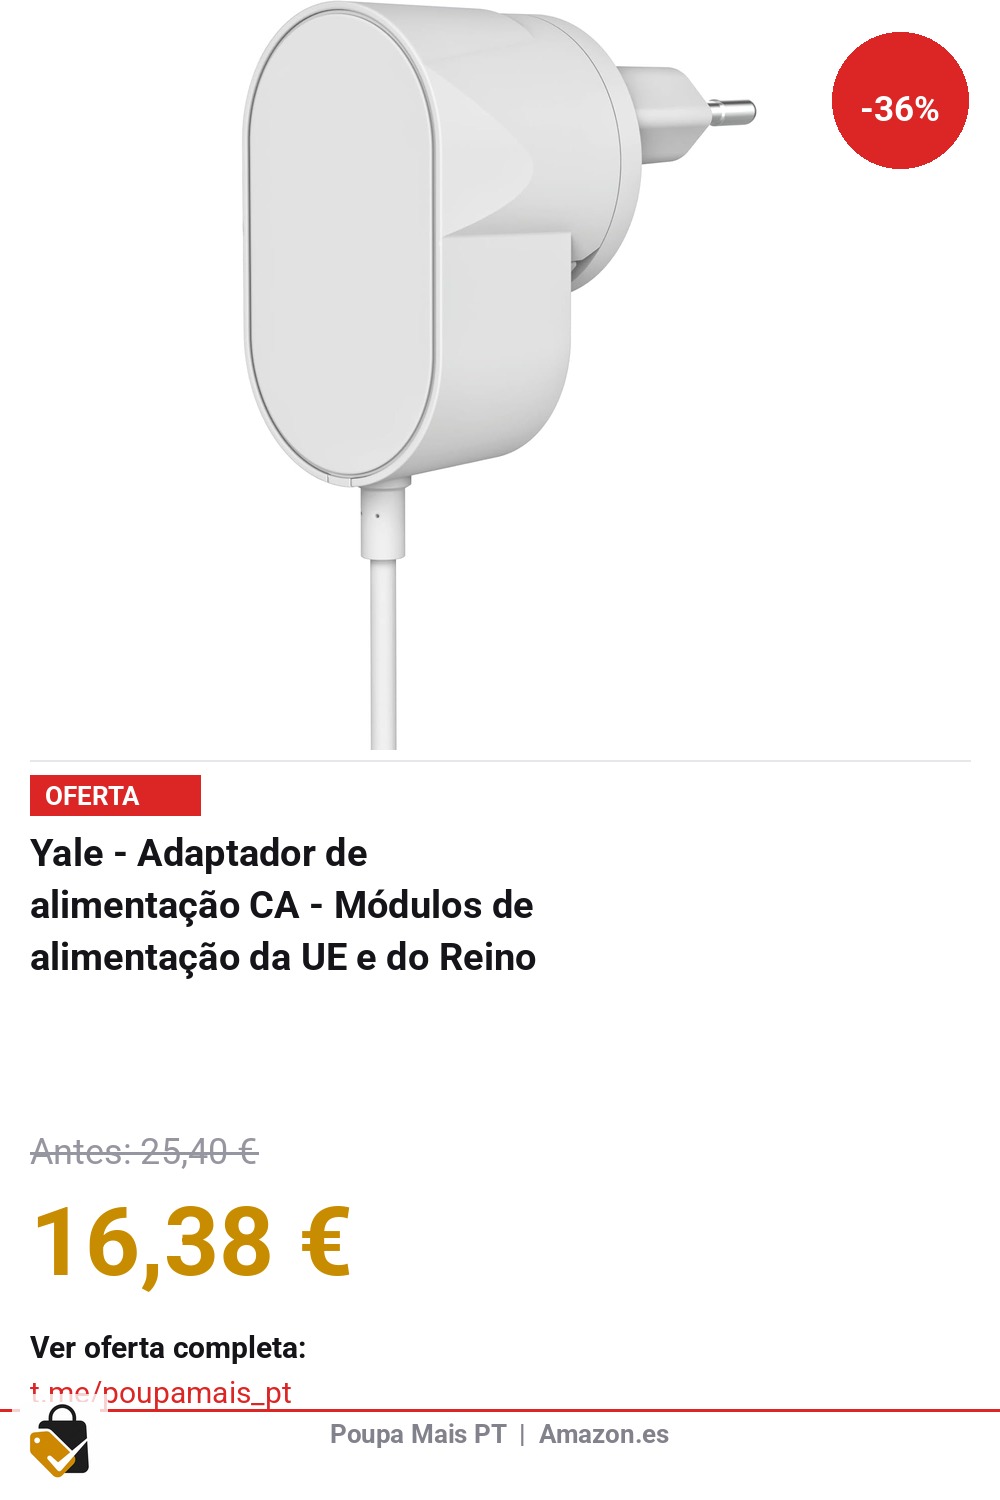 -36%
OFERTA
Yale - Adaptador de
alimentação CA - Módulos de
alimentação da UE e do Reino
Antes: 25,40 €
16,38 €
Ver oferta completa:
t.me/poupamais_pt
Poupa Mais PT | Amazon.es